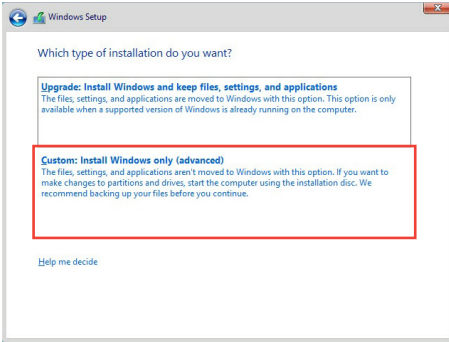 Windows Setup
Which type of installation do you want?
Upgrade: Install Windows and keep files, settings, and applications
The files, settings, and applications are moved to Windows with this option. This option is only
available when a supported version of Windows is already running on the computer.
Custom: Install Windows only (advanced)
The files, settings, and applications aren't moved to Windows with this option. If you want to
make changes to partitions and drives, start the computer using the installation disc. We
recommend backing up your files before you continue.
Help me decide